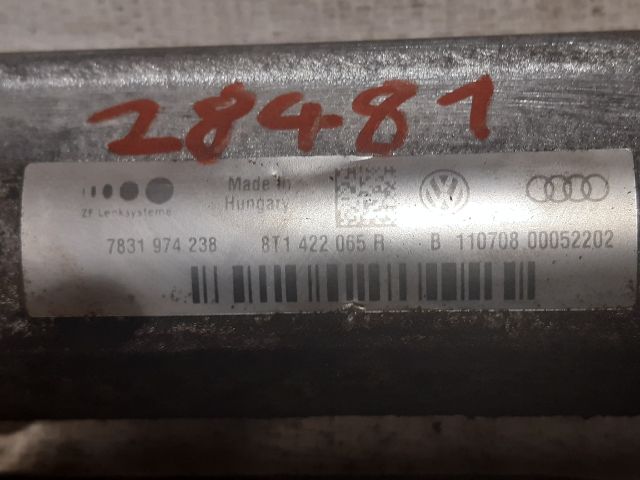 28481
ZF Lenksysteme
Made in
Hungary
7831 974 238 8T1 422 065 R B 110708 00052202